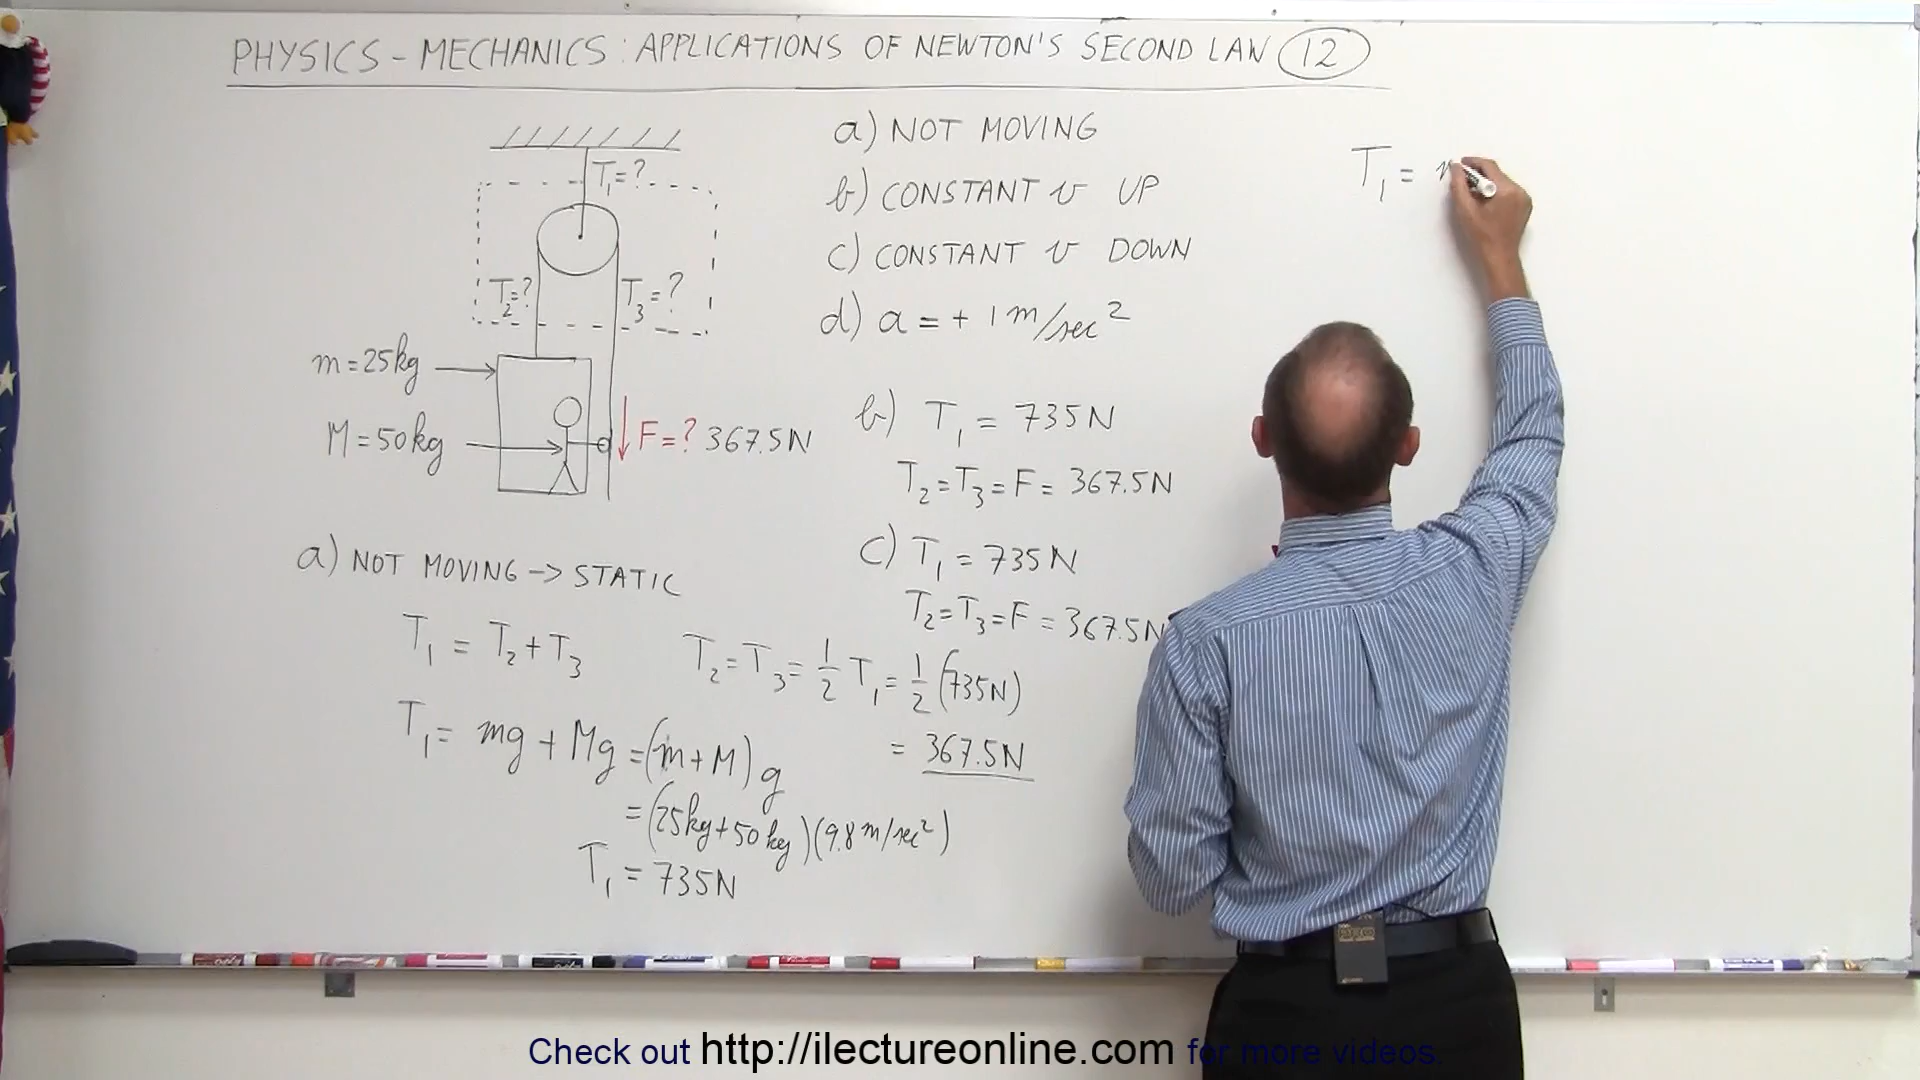 PHYSICS - MECHANICS: APPLICATIONS OF NEWTON'S SECOND LAW 12
T₁ = ?
T₂ = ?
T₃ = ?
m = 25kg
M = 50kg
F = ? 367.5N
a) NOT MOVING
b) CONSTANT v UP
c) CONSTANT v DOWN
d) a = + 1 m/sec²
a) NOT MOVING -> STATIC
T₁ = T₂ + T₃
T₁ = mg + Mg = (m + M) g
= (25kg + 50kg)(9.8 m/sec²)
T₁ = 735N
T₂ = T₃ = 1/2 T₁ = 1/2 (735N)
= 367.5N
b) T₁ = 735N
T₂ = T₃ = F = 367.5N
c) T₁ = 735N
T₂ = T₃ = F = 367.5N
T₁ =
Check out http://ilectureonline.com for more videos.